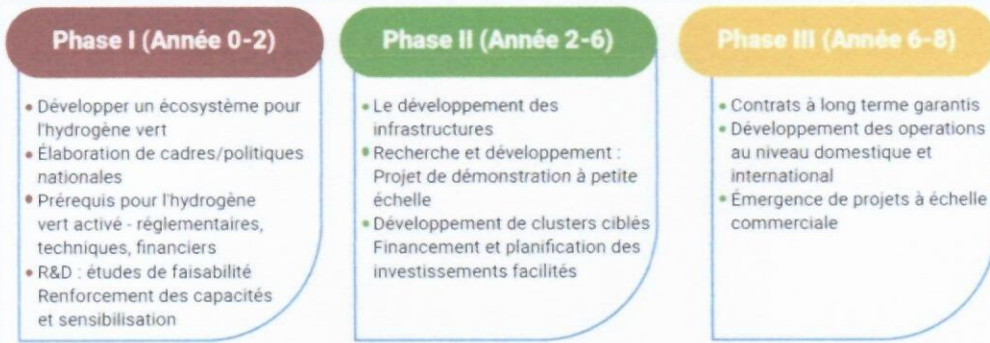 Phase I (Année 0-2)
• Développer un écosystème pour
l'hydrogène vert
• Élaboration de cadres/politiques
nationales
• Prérequis pour l'hydrogène
vert activé - réglementaires,
techniques, financiers
• R&D : études de faisabilité
Renforcement des capacités
et sensibilisation
Phase II (Année 2-6)
• Le développement des
infrastructures
• Recherche et développement :
Projet de démonstration à petite
échelle
• Développement de clusters ciblés
Financement et planification des
investissements facilités
Phase III (Année 6-8)
• Contrats à long terme garantis
• Développement des operations
au niveau domestique et
international
• Émergence de projets à échelle
commerciale